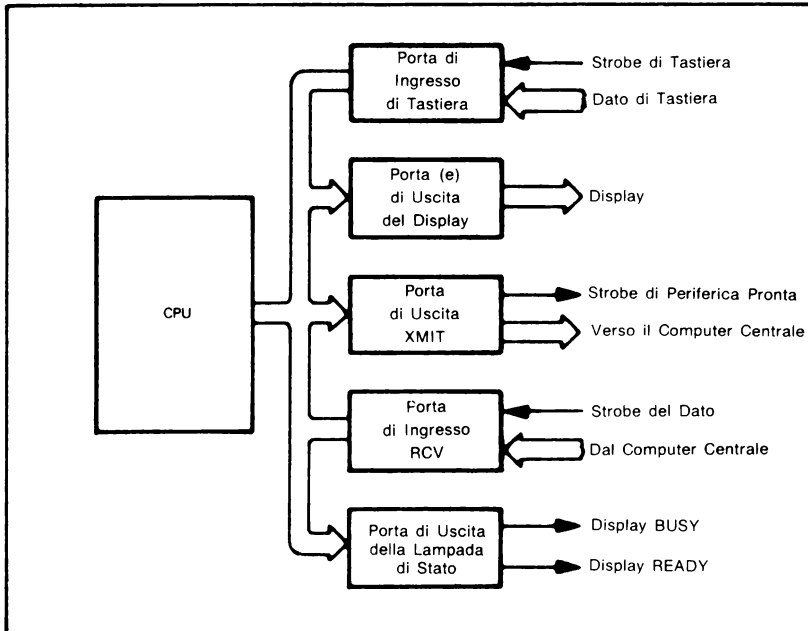 Porta di
Ingresso
di Tastiera
Strobe di Tastiera
Dato di Tastiera
Porta (e)
di Uscita
del Display
Display
CPU
Porta
di Uscita
XMIT
Strobe di Periferica Pronta
Verso il Computer Centrale
Porta
di Ingresso
RCV
Strobe del Dato
Dal Computer Centrale
Porta di Uscita
della Lampada
di Stato
Display BUSY
Display READY